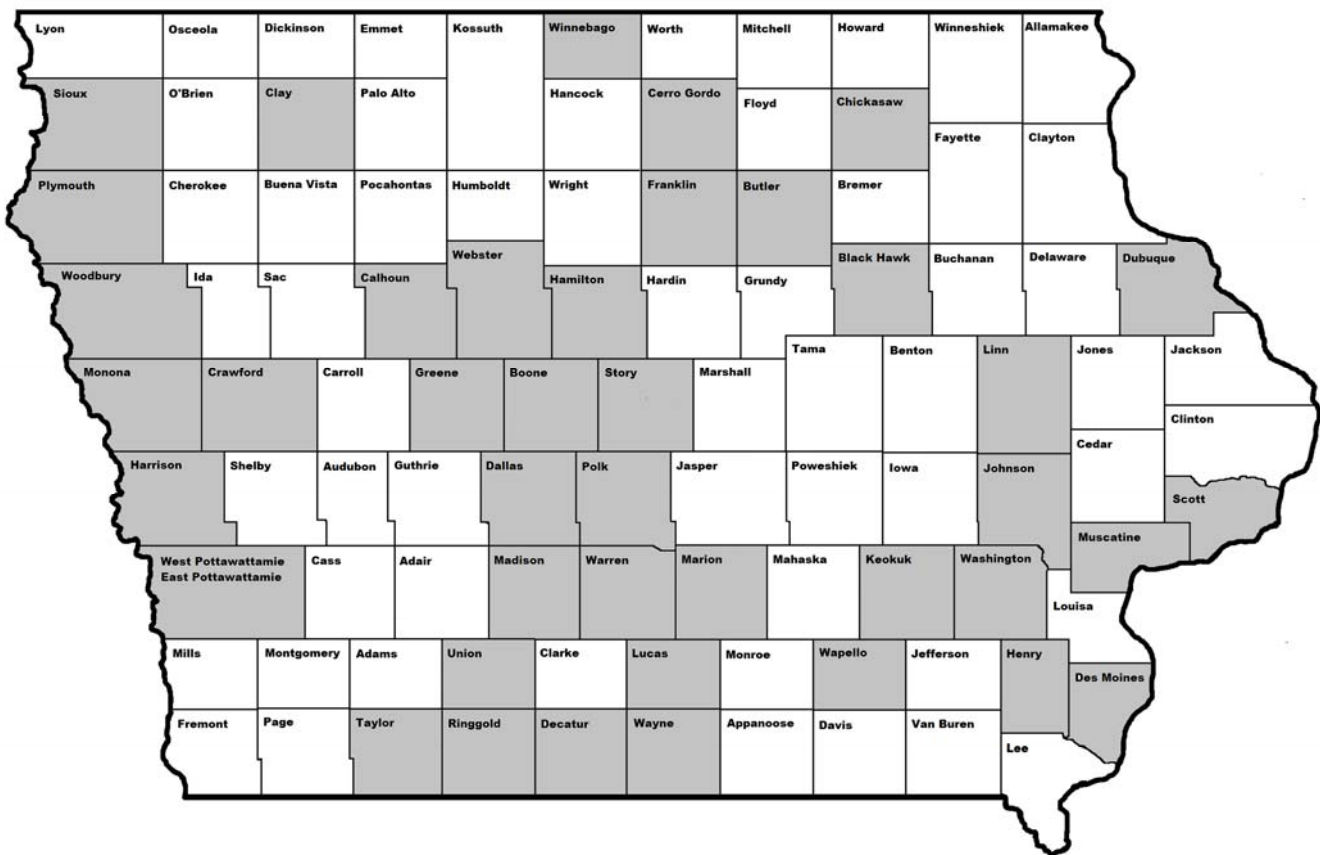 Lyon
Osceola
Dickinson
Emmet
Kossuth
Winnebago
Worth
Mitchell
Howard
Winneshiek
Allamakee
Sioux
O'Brien
Clay
Palo Alto
Hancock
Cerro Gordo
Floyd
Chickasaw
Fayette
Clayton
Plymouth
Cherokee
Buena Vista
Pocahontas
Humboldt
Wright
Franklin
Butler
Bremer
Webster
Woodbury
Ida
Sac
Calhoun
Hamilton
Hardin
Grundy
Black Hawk
Buchanan
Delaware
Dubuque
Tama
Benton
Linn
Jones
Jackson
Monona
Crawford
Carroll
Greene
Boone
Story
Marshall
Clinton
Cedar
Harrison
Shelby
Audubon
Guthrie
Dallas
Polk
Jasper
Poweshiek
Iowa
Johnson
Scott
Muscatine
West Pottawattamie
East Pottawattamie
Cass
Adair
Madison
Warren
Marion
Mahaska
Keokuk
Washington
Louisa
Mills
Montgomery
Adams
Union
Clarke
Lucas
Monroe
Wapello
Jefferson
Henry
Des Moines
Fremont
Page
Taylor
Ringgold
Decatur
Wayne
Appanoose
Davis
Van Buren
Lee